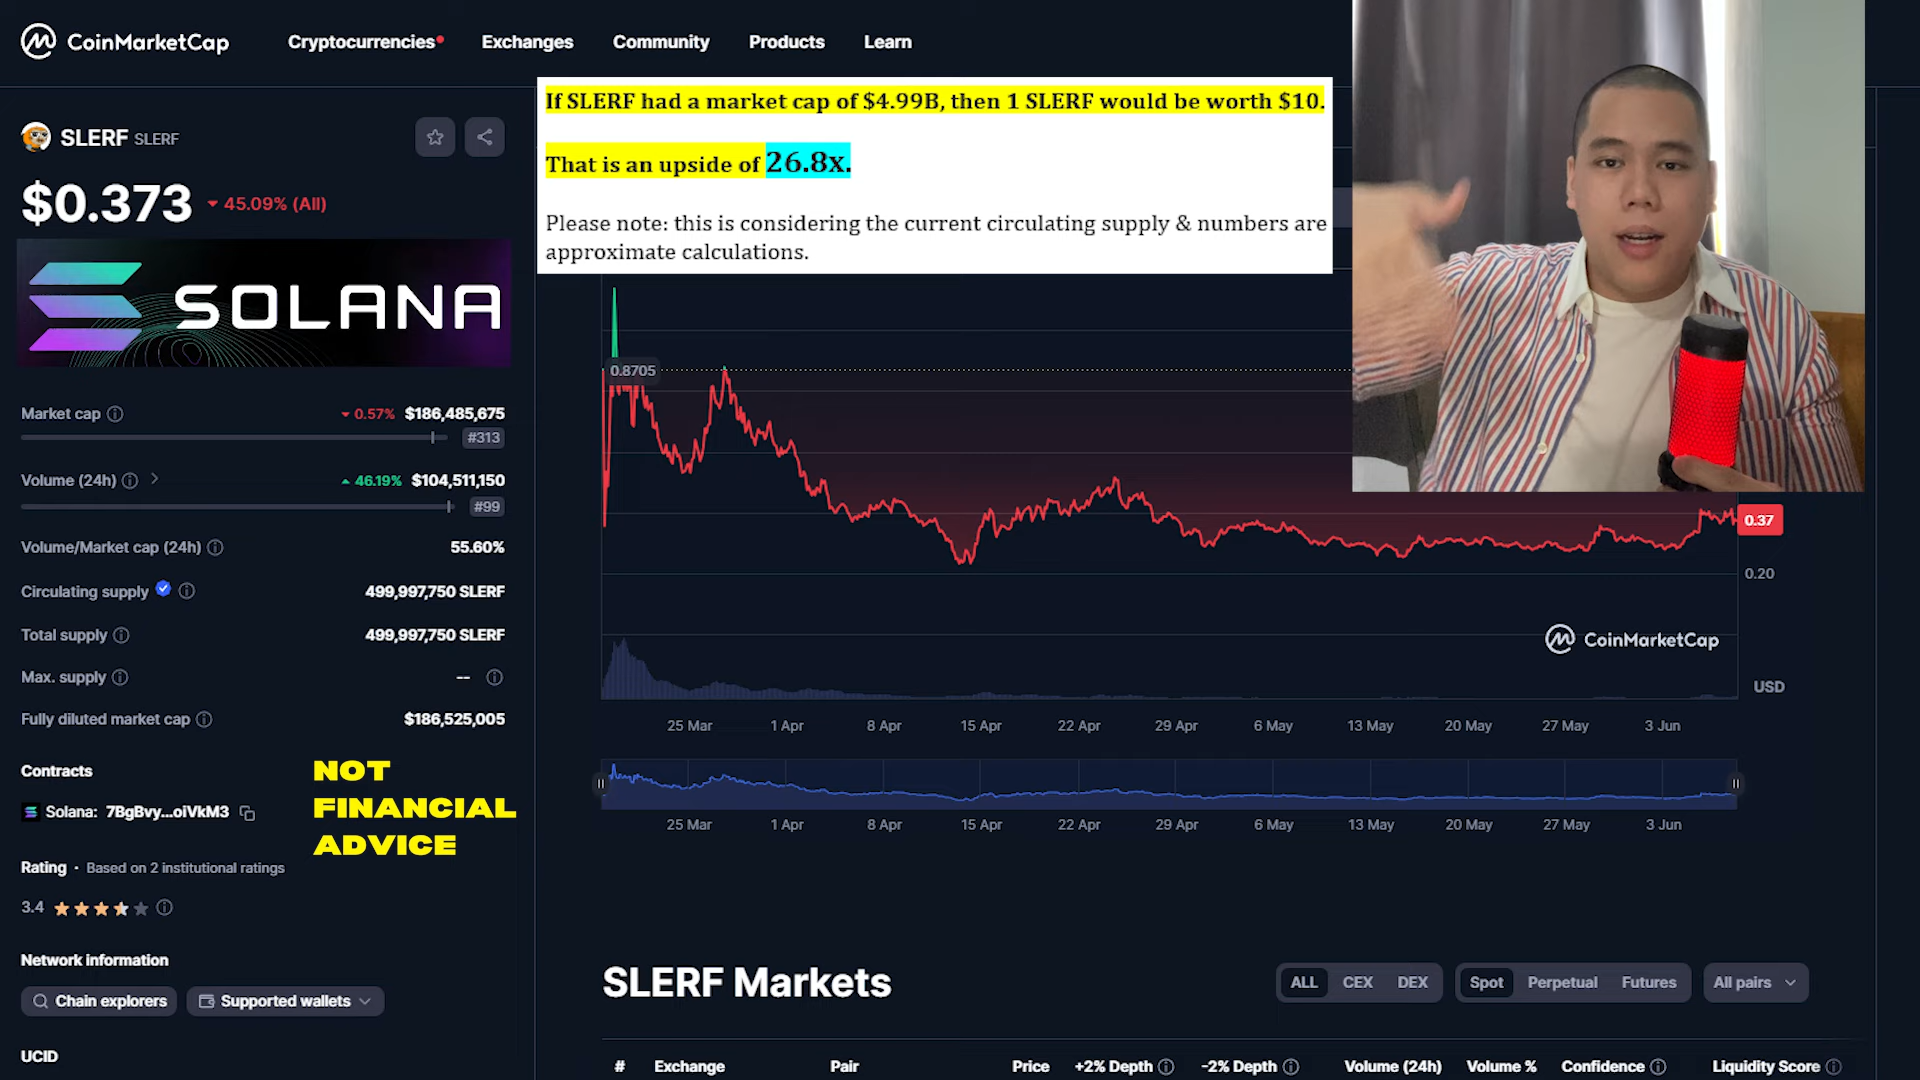 CoinMarketCap
Cryptocurrencies Exchanges Community Products Learn
SLERF SLERF
$0.373 45.09% (All)
SOLANA
Market cap 0.57% $186,485,675
#313
Volume (24h) 46.19% $104,511,150
#99
Volume/Market cap (24h) 55.60%
Circulating supply 499,997,750 SLERF
Total supply 499,997,750 SLERF
Max. supply --
Fully diluted market cap $186,525,005
Contracts
Solana: 7BgBvy...oiVkM3
NOT
FINANCIAL
ADVICE
Rating · Based on 2 institutional ratings
3.4
Network information
Chain explorers Supported wallets
UCID
If SLERF had a market cap of $4.99B, then 1 SLERF would be worth $10.
That is an upside of 26.8x.
Please note: this is considering the current circulating supply & numbers are
approximate calculations.
0.8705
0.37
0.20
CoinMarketCap
USD
25 Mar 1 Apr 8 Apr 15 Apr 22 Apr 29 Apr 6 May 13 May 20 May 27 May 3 Jun
25 Mar 1 Apr 8 Apr 15 Apr 22 Apr 29 Apr 6 May 13 May 20 May 27 May 3 Jun
SLERF Markets
ALL CEX DEX Spot Perpetual Futures All pairs
# Exchange Pair Price +2% Depth -2% Depth Volume (24h) Volume % Confidence Liquidity Score